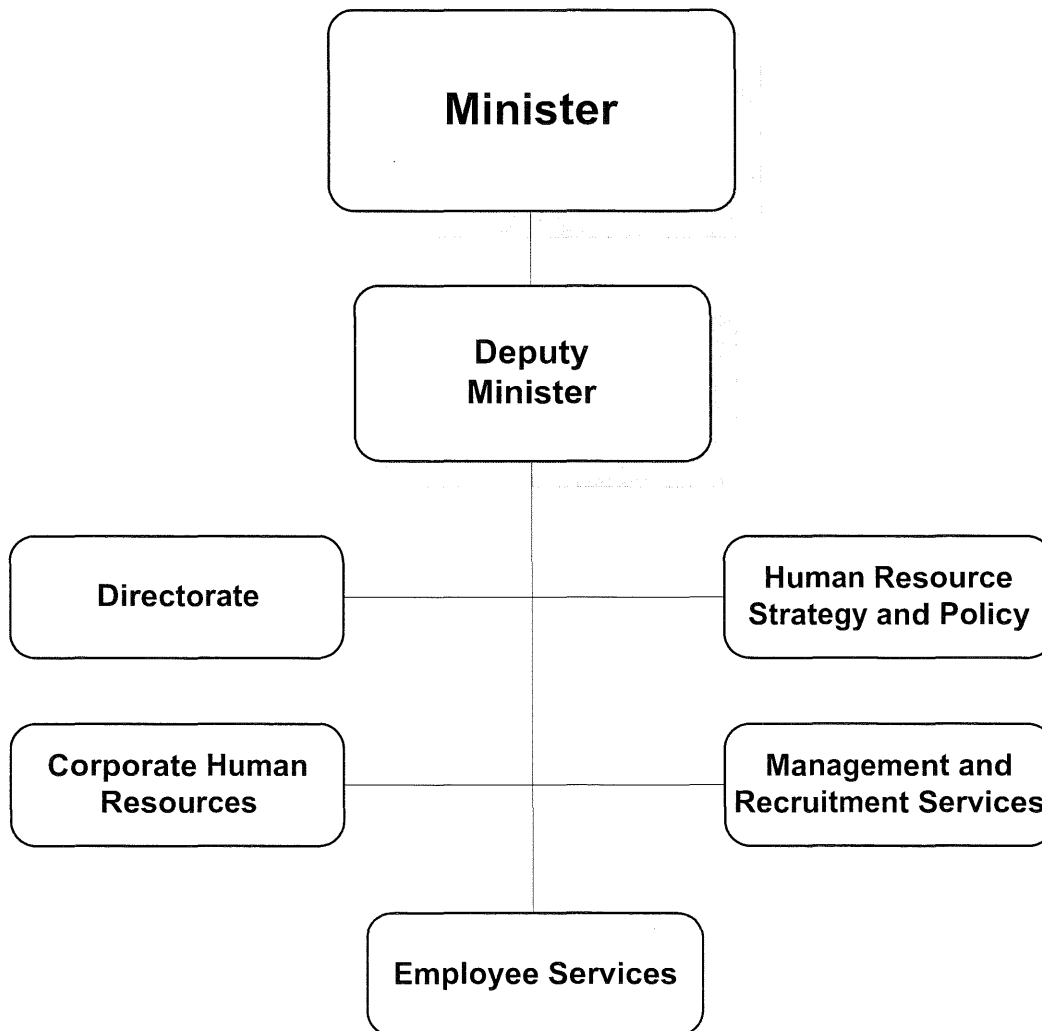 Minister
Deputy
Minister
Directorate
Human Resource
Strategy and Policy
Corporate Human
Resources
Management and
Recruitment Services
Employee Services